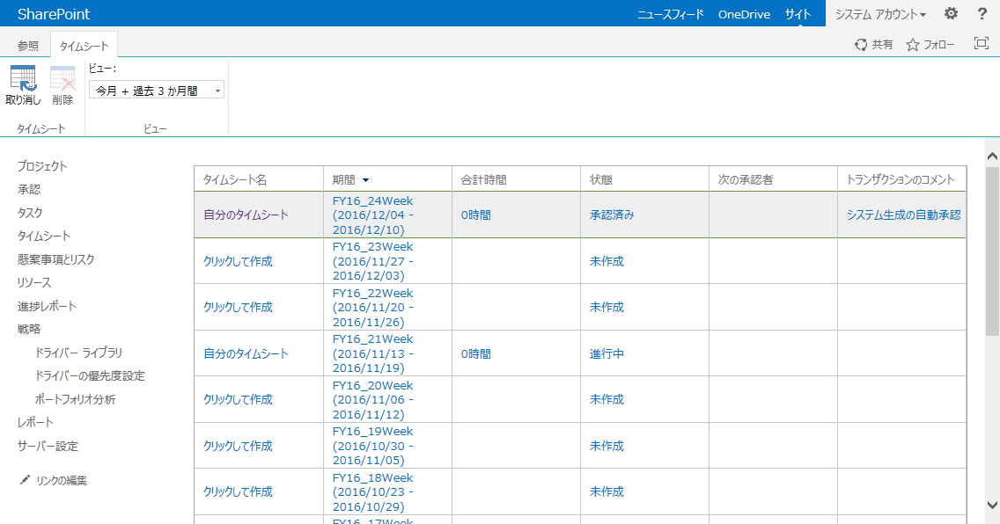 SharePoint
ニュースフィード OneDrive サイト システム アカウント ?
参照 タイムシート 共有 フォロー
ビュー:
今月 + 過去 3 か月間
取り消し 削除
タイムシート ビュー
プロジェクト
承認
タスク
タイムシート
懸案事項とリスク
リソース
進捗レポート
戦略
ドライバー ライブラリ
ドライバーの優先度設定
ポートフォリオ分析
レポート
サーバー設定
リンクの編集
タイムシート名 期間 合計時間 状態 次の承認者 トランザクションのコメント
自分のタイムシート FY16_24Week (2016/12/04 - 2016/12/10) 0時間 承認済み システム生成の自動承認
クリックして作成 FY16_23Week (2016/11/27 - 2016/12/03) 未作成
クリックして作成 FY16_22Week (2016/11/20 - 2016/11/26) 未作成
自分のタイムシート FY16_21Week (2016/11/13 - 2016/11/19) 0時間 進行中
クリックして作成 FY16_20Week (2016/11/06 - 2016/11/12) 未作成
クリックして作成 FY16_19Week (2016/10/30 - 2016/11/05) 未作成
クリックして作成 FY16_18Week (2016/10/23 - 2016/10/29) 未作成
FY16_17Week